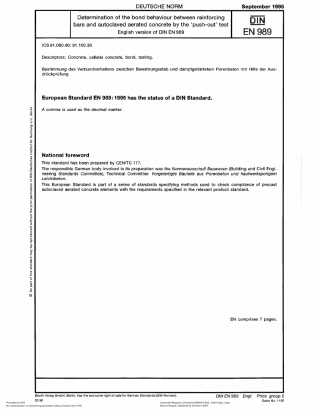 DEUTSCHE NORM
September 1995
Determination of the bond behaviour between reinforcing
bars and autoclaved aerated concrete by the 'push-out' test
English version of DIN EN 989
DIN
EN 989
ICS 91.080.40; 91.100.30
Descriptors: Concrete, cellular concrete, bond, testing.
Bestimmung des Verbundverhaltens zwischen Bewehrungsstab und dampfgehärtetem Porenbeton mit Hilfe der Aus-
drückprüfung
European Standard EN 989 : 1995 has the status of a DIN Standard.
A comma is used as the decimal marker.
National foreword
This standard has been prepared by CEN/TC 177.
The responsible German body involved in its preparation was the Normenausschuß Bauwesen (Building and Civil Engi-
neering Standards Committee), Technical Committee Vorgefertigte Bauteile aus Porenbeton und haufwerksporigem
Leichtbeton.
This European Standard is part of a series of standards specifying methods used to check compliance of precast
autoclaved aerated concrete elements with the requirements specified in the relevant product standard.
EN comprises 7 pages.
Beuth Verlag GmbH, Berlin, has the exclusive right of sale for German Standards (DIN-Normen).
DIN EN 989 Engl. Price group 5